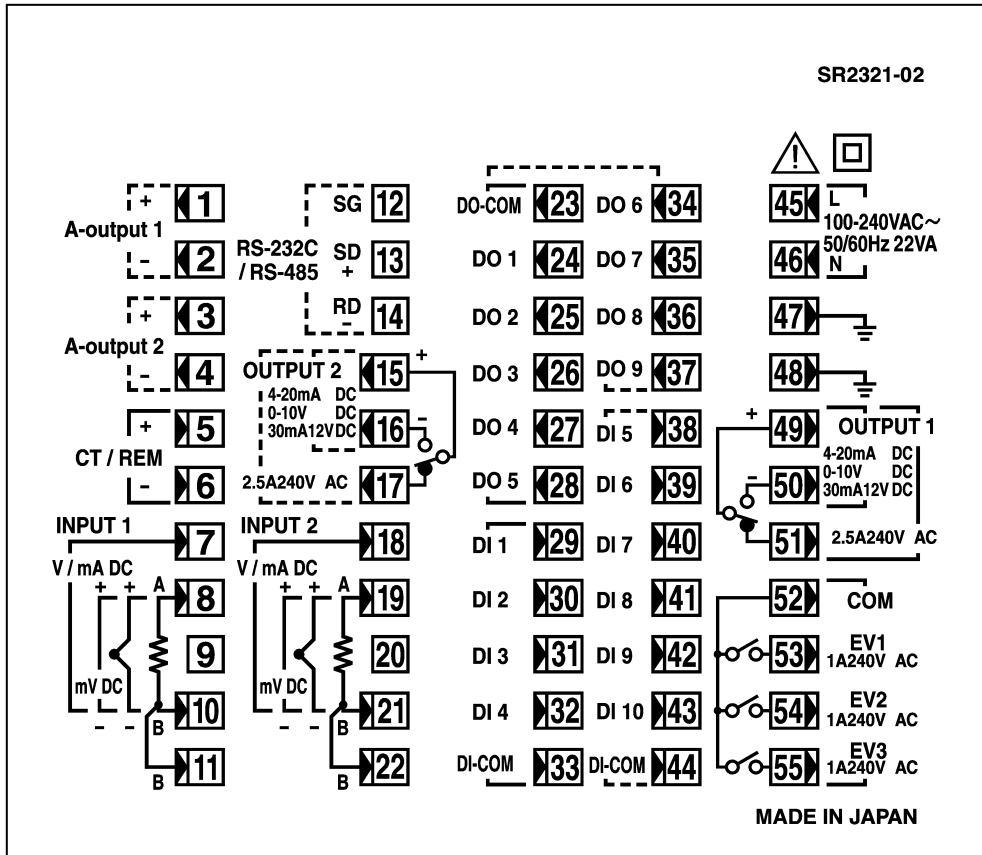 SR2321-02
+
A-output 1
-
1
2
+
A-output 2
-
3
4
+
CT / REM
-
5
6
INPUT 1
V / mA DC
+ + A
mV DC
- - B
B
7
8
9
10
11
RS-232C
/ RS-485
SG
SD
+
RD
-
12
13
14
OUTPUT 2
4-20mA DC
0-10V DC
30mA12V DC
2.5A240V AC
15
16
17
+
-
INPUT 2
V / mA DC
+ + A
mV DC
- - B
B
18
19
20
21
22
DO-COM 23
DO 1 24
DO 2 25
DO 3 26
DO 4 27
DO 5 28
DI 1 29
DI 2 30
DI 3 31
DI 4 32
DI-COM 33
DO 6 34
DO 7 35
DO 8 36
DO 9 37
DI 5 38
DI 6 39
DI 7 40
DI 8 41
DI 9 42
DI 10 43
DI-COM 44
!
45 L
100-240VAC~
50/60Hz 22VA
46 N
47
48
+
49
-
50
51
OUTPUT 1
4-20mA DC
0-10V DC
30mA12V DC
2.5A240V AC
52 COM
53 EV1
1A240V AC
54 EV2
1A240V AC
55 EV3
1A240V AC
MADE IN JAPAN